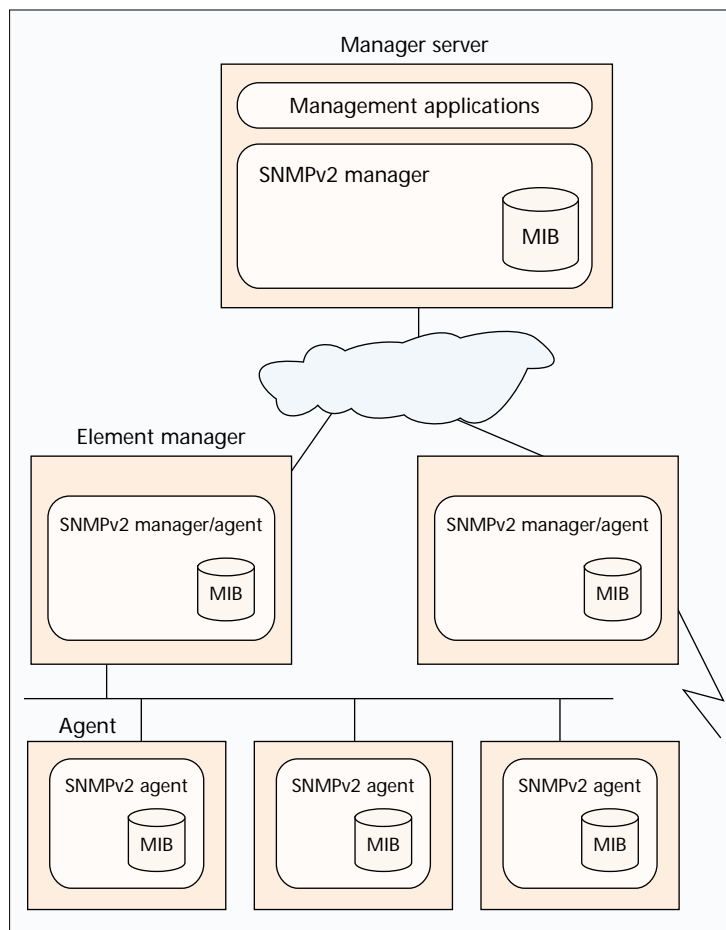 Manager server
Management applications
SNMPv2 manager
MIB
Element manager
SNMPv2 manager/agent
MIB
SNMPv2 manager/agent
MIB
Agent
SNMPv2 agent
MIB
SNMPv2 agent
MIB
SNMPv2 agent
MIB